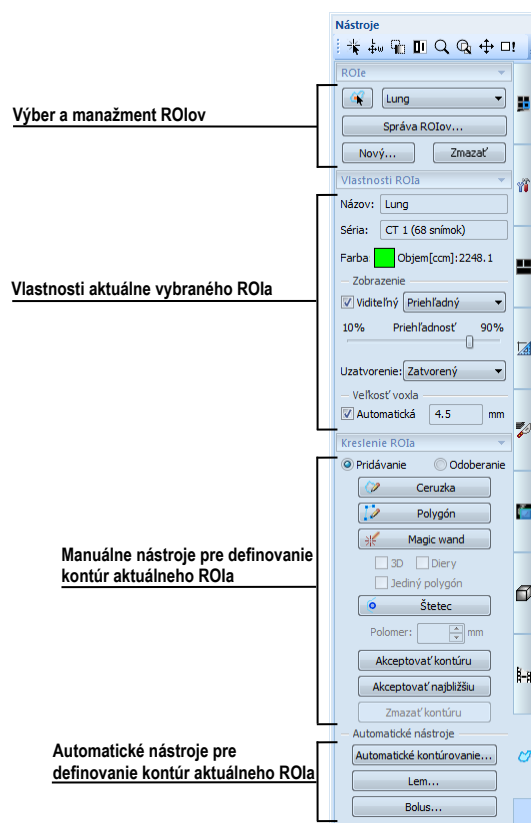 Nástroje
ROIe
Lung
Výber a manažment ROIov
Správa ROIov...
Nový... Zmazať
Vlastnosti ROIa
Názov: Lung
Séria: CT 1 (68 snímok)
Farba Objem[ccm]:2248.1
Vlastnosti aktuálne vybraného ROIa
Zobrazenie
Viditeľný Priehľadný
10% Priehľadnosť 90%
Uzatvorenie: Zatvorený
Veľkosť voxla
Automatická 4.5 mm
Kreslenie ROIa
Pridávanie Odoberanie
Ceruzka
Polygón
Magic wand
Manuálne nástroje pre definovanie
kontúr aktuálneho ROIa
3D Diery
Jediný polygón
Štetec
Polomer: mm
Akceptovať kontúru
Akceptovať najbližšiu
Zmazať kontúru
Automatické nástroje
Automatické nástroje pre
definovanie kontúr aktuálneho ROIa
Automatické kontúrovanie...
Lem...
Bolus...